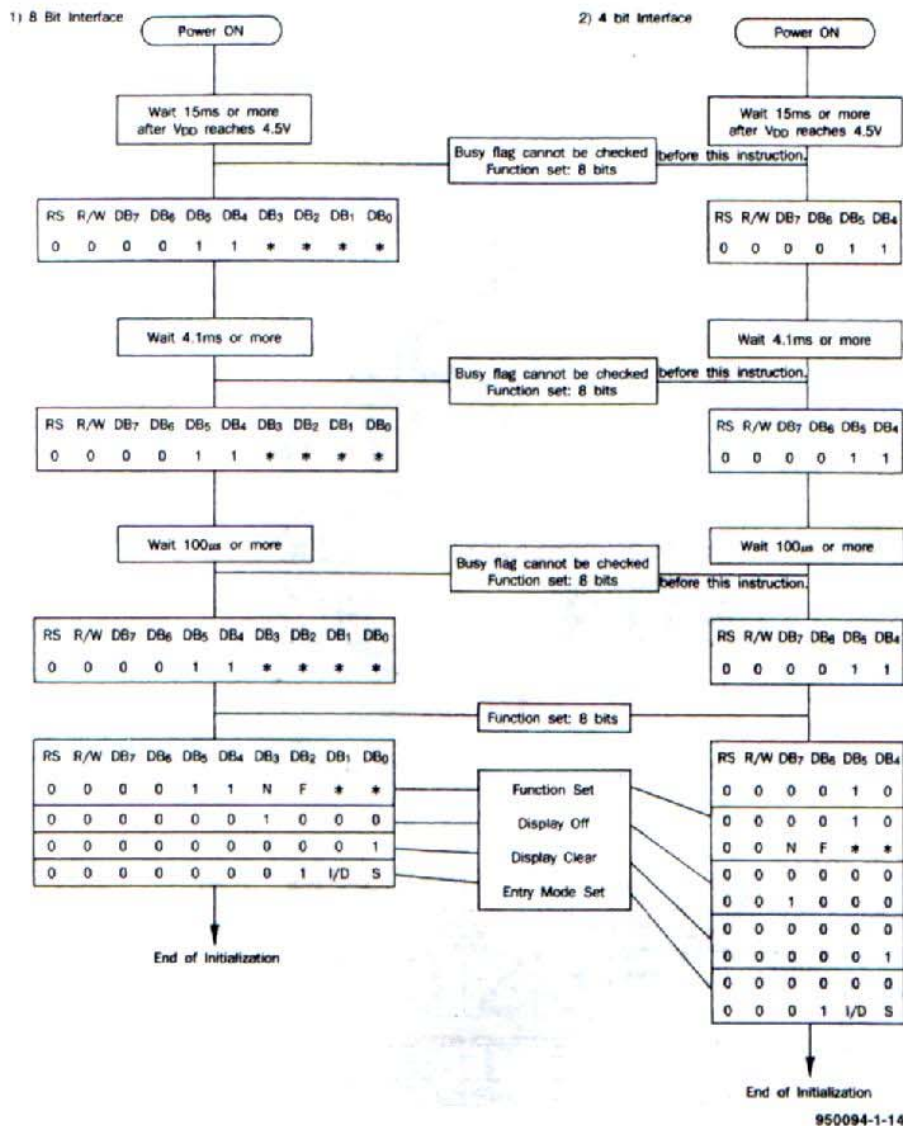 1) 8 Bit Interface
Power ON
Wait 15ms or more
after VDD reaches 4.5V
RS R/W DB7 DB6 DB5 DB4 DB3 DB2 DB1 DB0
0 0 0 0 1 1 * * * *
Wait 4.1ms or more
RS R/W DB7 DB6 DB5 DB4 DB3 DB2 DB1 DB0
0 0 0 0 1 1 * * * *
Wait 100µs or more
RS R/W DB7 DB6 DB5 DB4 DB3 DB2 DB1 DB0
0 0 0 0 1 1 * * * *
RS R/W DB7 DB6 DB5 DB4 DB3 DB2 DB1 DB0
0 0 0 0 1 1 N F * *
0 0 0 0 0 0 1 0 0 0
0 0 0 0 0 0 0 0 0 1
0 0 0 0 0 0 0 1 I/D S
End of Initialization
Busy flag cannot be checked before this instruction.
Function set: 8 bits
Busy flag cannot be checked before this instruction.
Function set: 8 bits
Busy flag cannot be checked
Function set: 8 bits before this instruction.
Function set: 8 bits
Function Set
Display Off
Display Clear
Entry Mode Set
2) 4 bit Interface
Power ON
Wait 15ms or more
after VDD reaches 4.5V
RS R/W DB7 DB6 DB5 DB4
0 0 0 0 1 1
Wait 4.1ms or more
RS R/W DB7 DB6 DB5 DB4
0 0 0 0 1 1
Wait 100µs or more
RS R/W DB7 DB6 DB5 DB4
0 0 0 0 1 1
RS R/W DB7 DB6 DB5 DB4
0 0 0 0 1 0
0 0 0 0 1 0
0 0 N F * *
0 0 0 0 0 0
0 0 1 0 0 0
0 0 0 0 0 0
0 0 0 0 0 1
0 0 0 0 0 0
0 0 0 1 I/D S
End of Initialization
950094-1-14